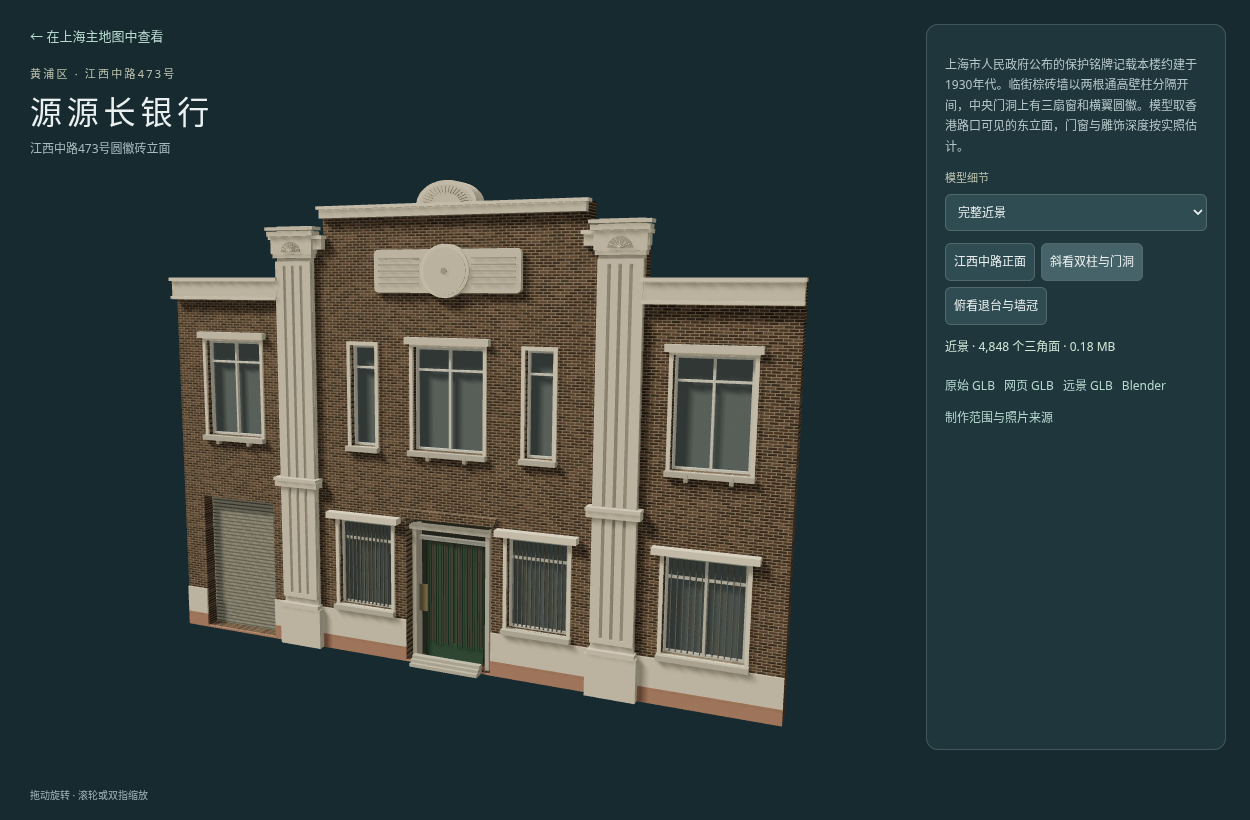 ← 在上海主地图中查看
黄浦区 · 江西中路473号
源源长银行
江西中路473号圆徽砖立面
上海市人民政府公布的保护铭牌记载本楼约建于
1930年代。临街棕砖墙以两根通高壁柱分隔开
间，中央门洞上有三扇窗和横翼圆徽。模型取香
港路口可见的东立面，门窗与雕饰深度按实照估
计。
模型细节
完整近景
江西中路正面
斜看双柱与门洞
俯看退台与墙冠
近景 · 4,848 个三角面 · 0.18 MB
原始 GLB 网页 GLB 远景 GLB Blender
制作范围与照片来源
拖动旋转 · 滚轮或双指缩放